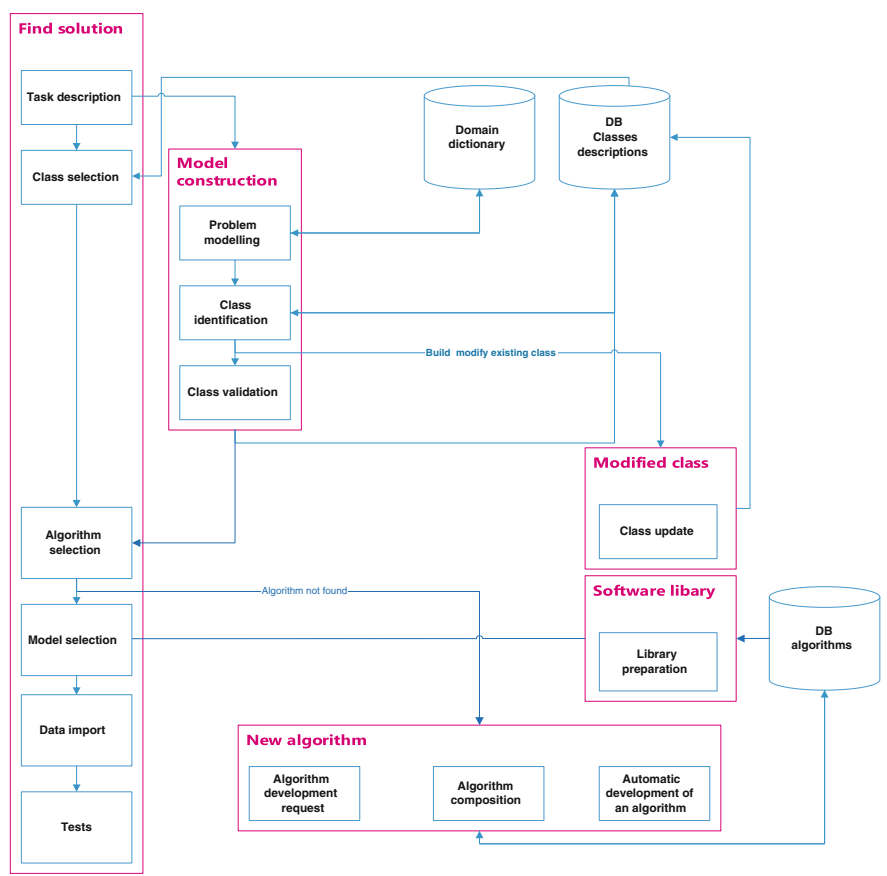 Find solution
Task description
Class selection
Algorithm
selection
Model selection
Data import
Tests
Model
construction
Problem
modelling
Class
identification
Class validation
Domain
dictionary
DB
Classes
descriptions
Build modify existing class
Modified class
Class update
Algorithm not found
Software libary
Library
preparation
DB
algorithms
New algorithm
Algorithm
development
request
Algorithm
composition
Automatic
development of
an algorithm